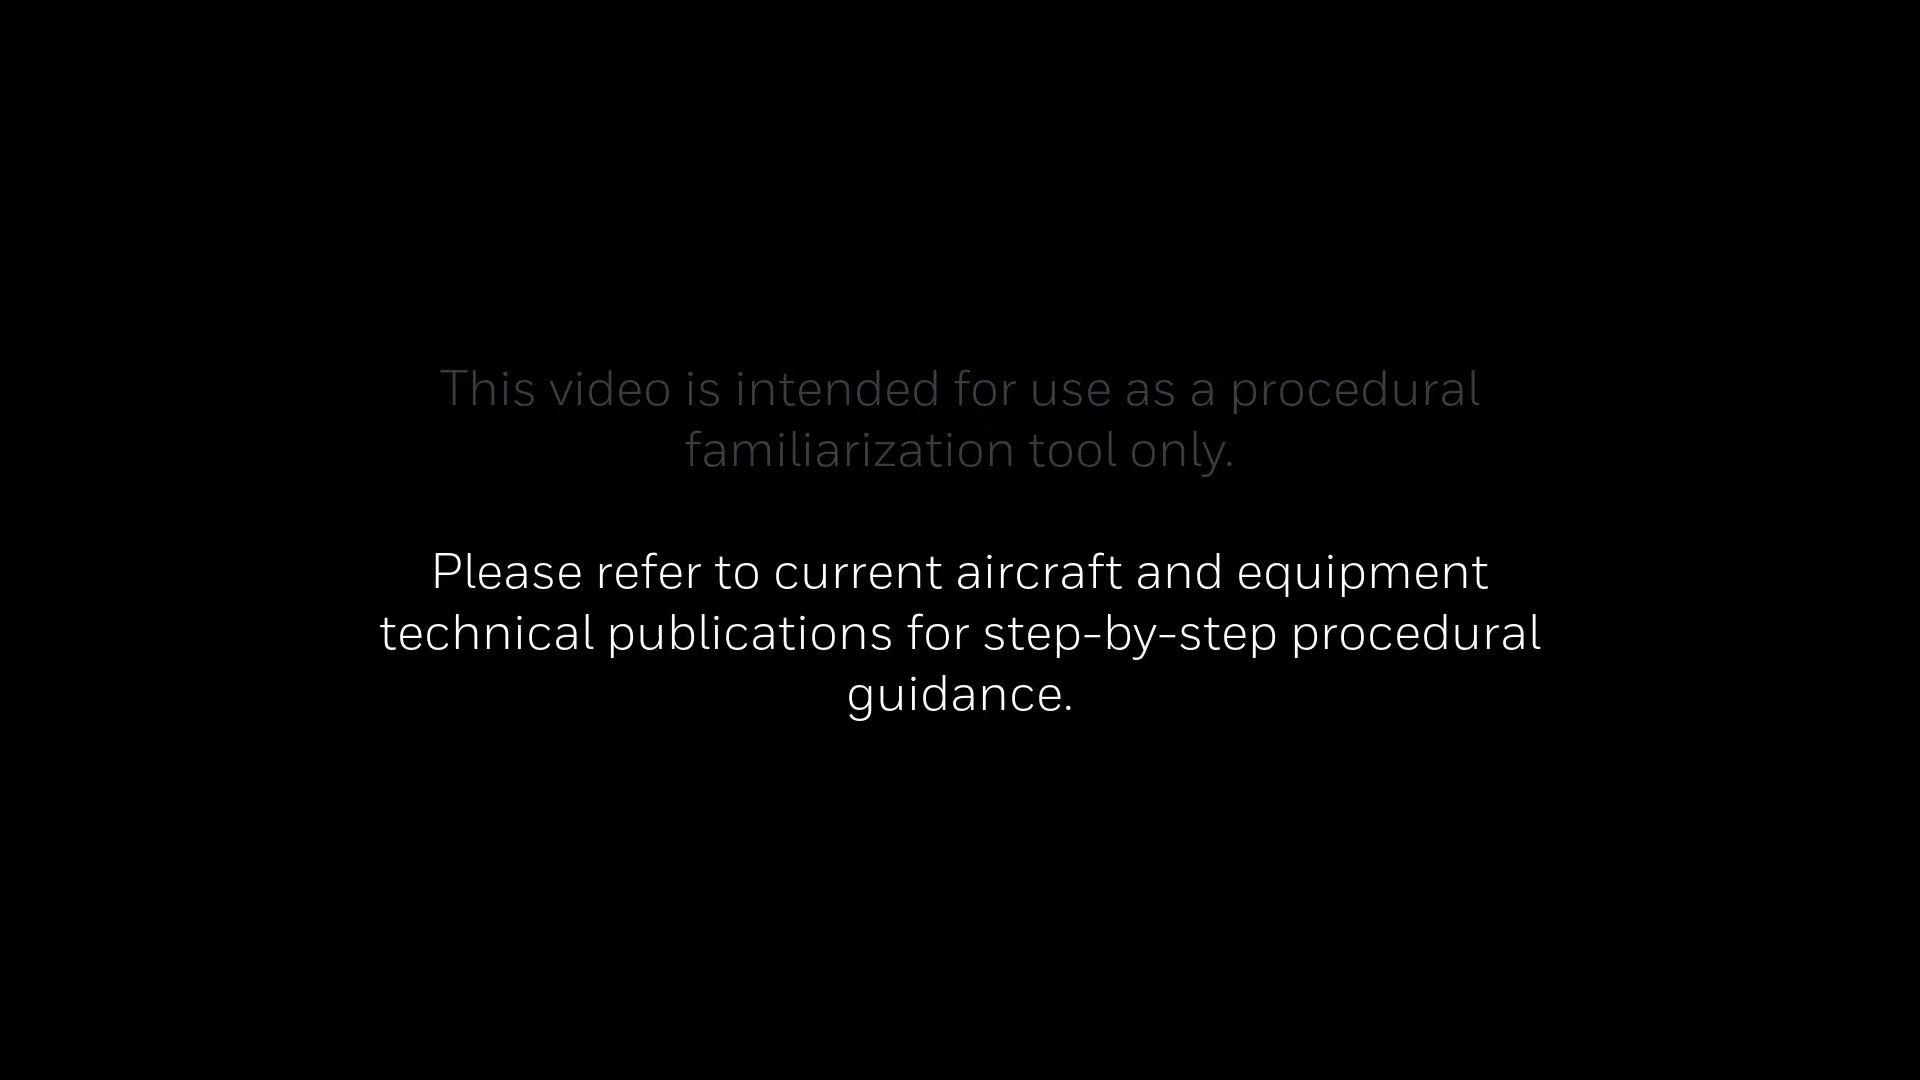 This video is intended for use as a procedural
familiarization tool only.
Please refer to current aircraft and equipment
technical publications for step-by-step procedural
guidance.